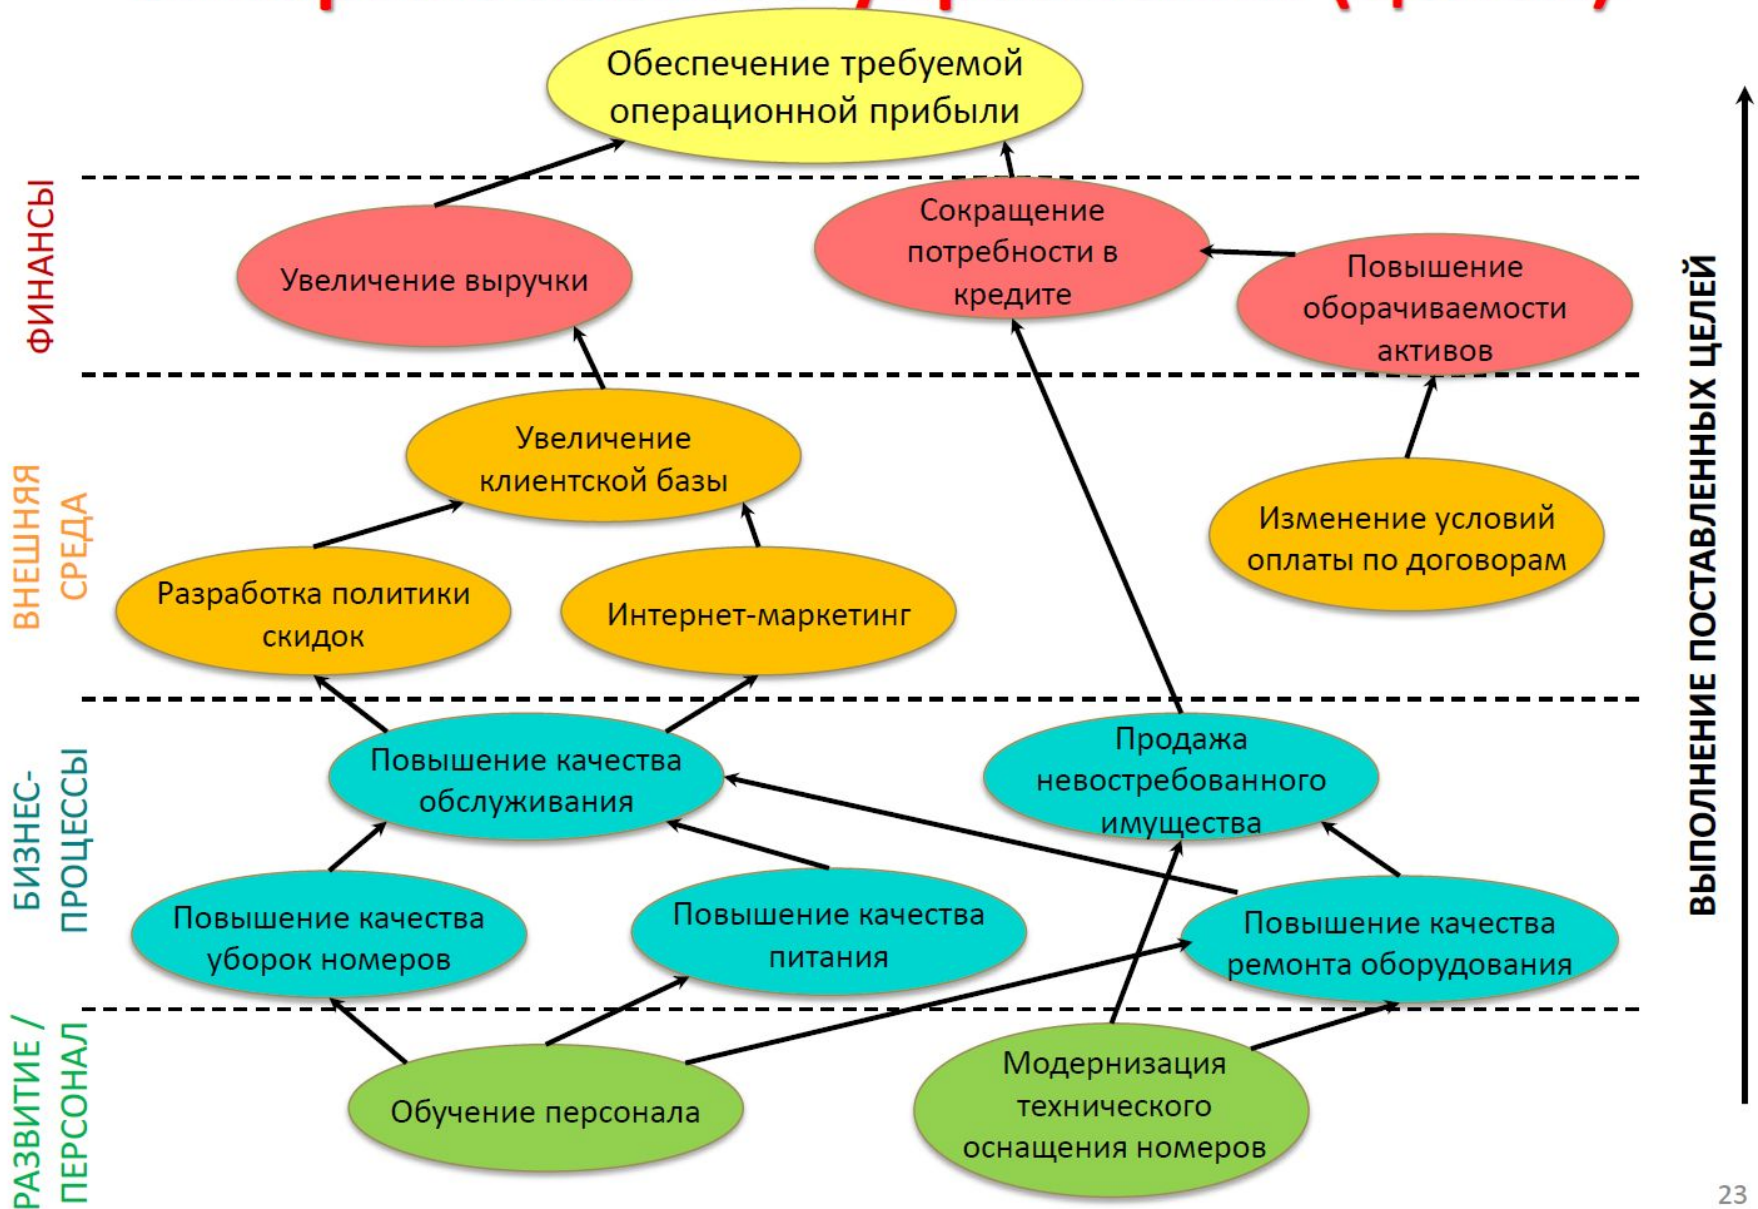 Обеспечение требуемой
операционной прибыли
ФИНАНСЫ
Увеличение выручки
Сокращение
потребности в
кредите
Повышение
оборачиваемости
активов
ВНЕШНЯЯ
СРЕДА
Увеличение
клиентской базы
Разработка политики
скидок
Интернет-маркетинг
Изменение условий
оплаты по договорам
БИЗНЕС-
ПРОЦЕССЫ
Повышение качества
обслуживания
Продажа
невостребованного
имущества
Повышение качества
уборок номеров
Повышение качества
питания
Повышение качества
ремонта оборудования
РАЗВИТИЕ /
ПЕРСОНАЛ
Обучение персонала
Модернизация
технического
оснащения номеров
ВЫПОЛНЕНИЕ ПОСТАВЛЕННЫХ ЦЕЛЕЙ
23